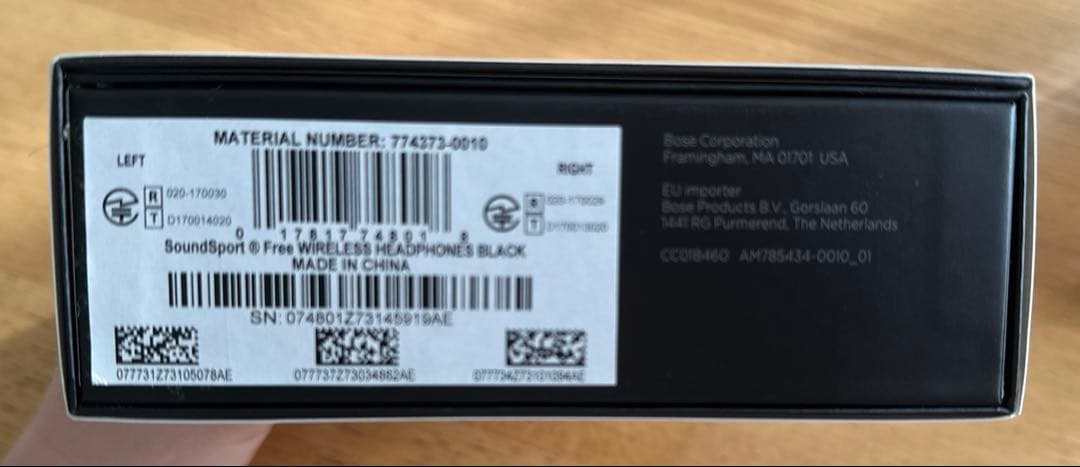 MATERIAL NUMBER: 774373-0010
LEFT
RIGHT
R 020-170030
T D170014020
R
T
0 17817 74801 8
SoundSport ® Free WIRELESS HEADPHONES BLACK
MADE IN CHINA
SN: 074801Z73145919AE
077731Z73105078AE
077737Z73034862AE
Bose Corporation
Framingham, MA 01701 USA
EU importer
Bose Products B.V., Gorslaan 60
1441 RG Purmerend, The Netherlands
CC018460 AM785434-0010_01